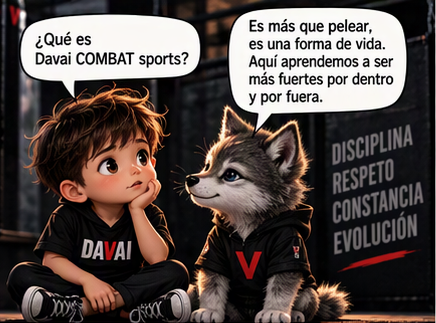 ¿Qué es
Davai COMBAT sports?
Es más que pelear,
es una forma de vida.
Aquí aprendemos a ser
más fuertes por dentro
y por fuera.
DISCIPLINA
RESPETO
CONSTANCIA
EVOLUCIÓN
DAVAI
V